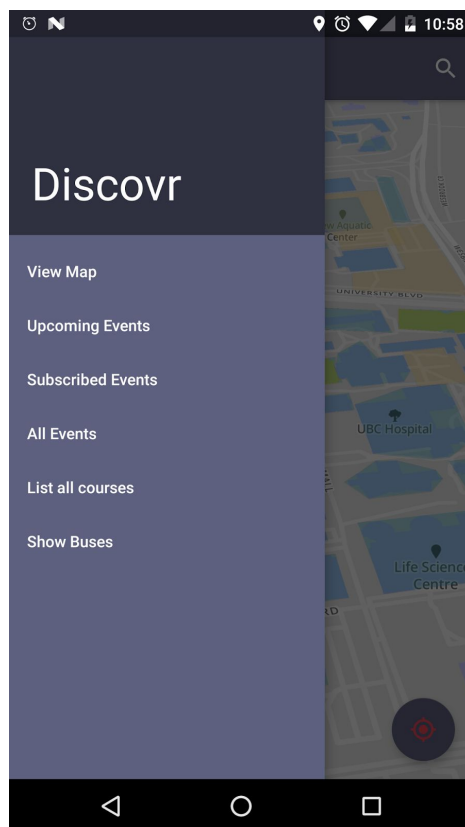 10:58
Discovr
View Map
Upcoming Events
Subscribed Events
All Events
List all courses
Show Buses
Aquatic
Center
UNIVERSITY BLVD
UBC Hospital
Life Science
Centre
RD